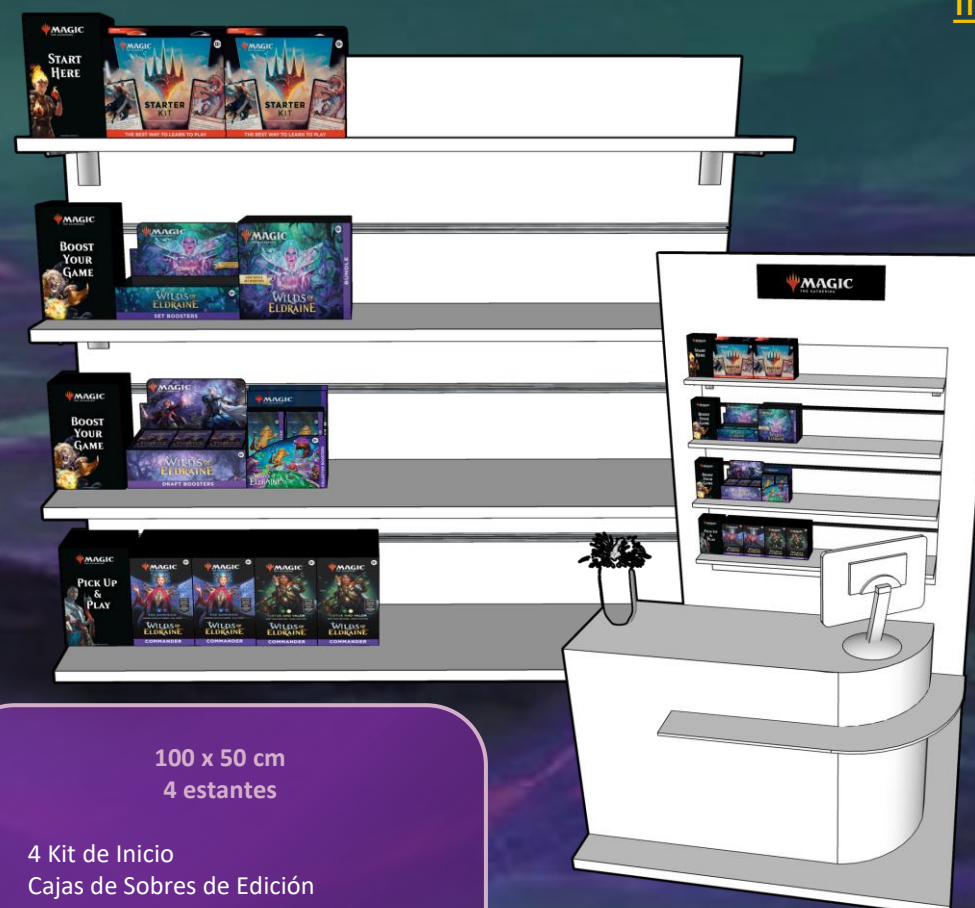 MAGIC
START
HERE
MAGIC
STARTER
KIT
THE BEST WAY TO LEARN TO PLAY
MAGIC
STARTER
KIT
THE BEST WAY TO LEARN TO PLAY
MAGIC
BOOST
YOUR
GAME
MAGIC
WILDS OF
ELDRAINE
SET BOOSTERS
MAGIC
WILDS OF
ELDRAINE
BUNDLE
MAGIC
THE GATHERING
MAGIC
BOOST
YOUR
GAME
MAGIC
WILDS OF
ELDRAINE
DRAFT BOOSTERS
MAGIC
ELDRAINE
MAGIC
PICK UP
&
PLAY
MAGIC
WILDS OF
ELDRAINE
COMMANDER
MAGIC
WILDS OF
ELDRAINE
COMMANDER
MAGIC
WILDS OF
ELDRAINE
COMMANDER
MAGIC
WILDS OF
ELDRAINE
COMMANDER
100 x 50 cm
4 estantes
4 Kit de Inicio
Cajas de Sobres de Edición